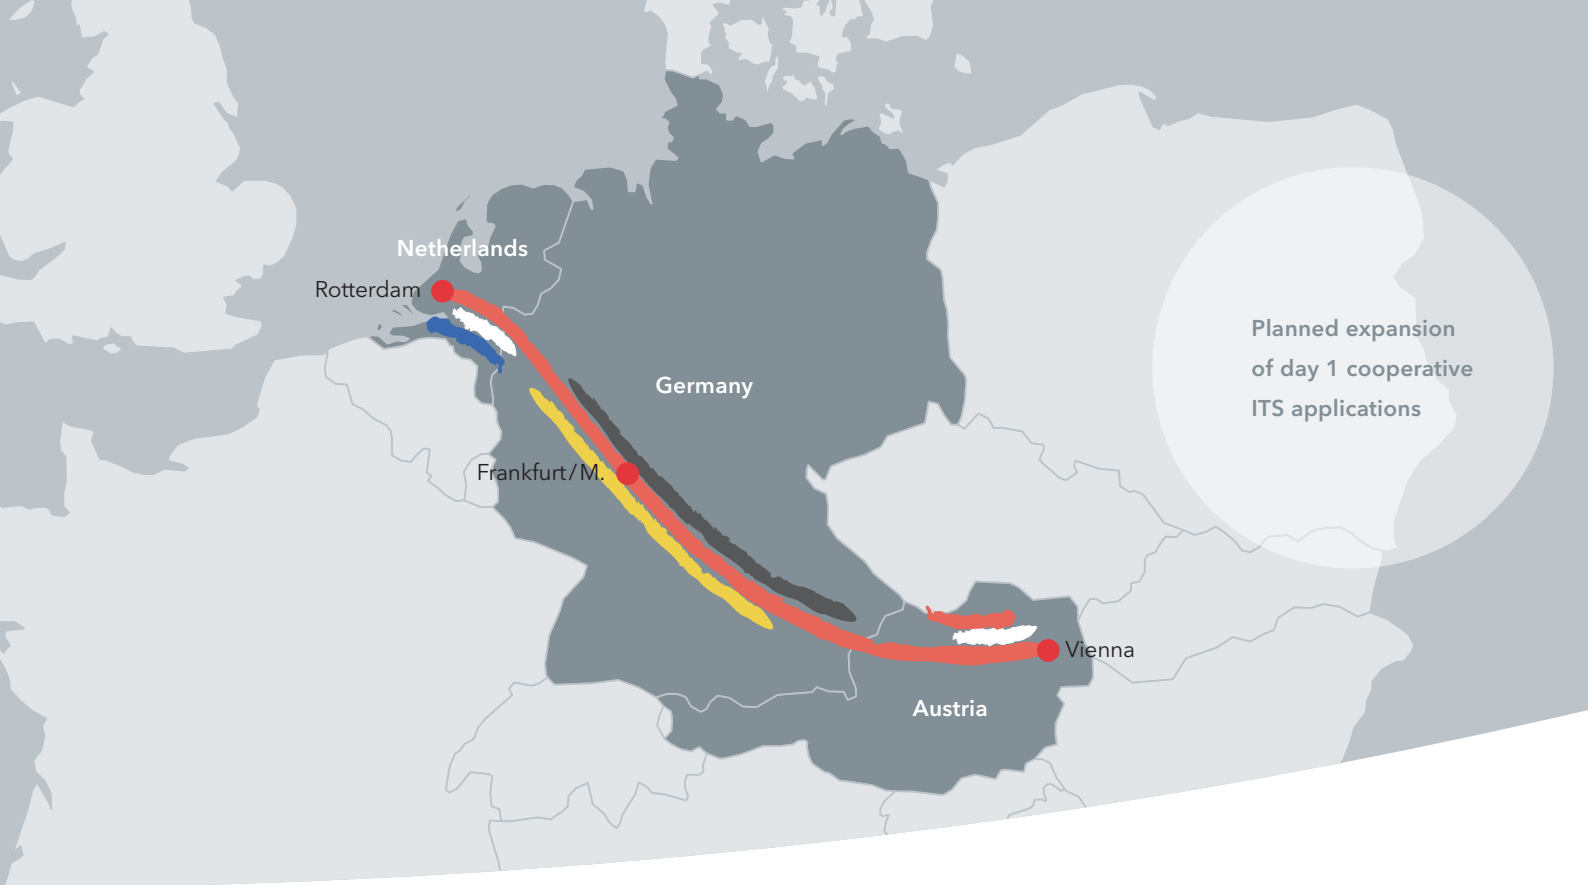 Netherlands
Rotterdam
Germany
Frankfurt/M.
Vienna
Austria
Planned expansion
of day 1 cooperative
ITS applications